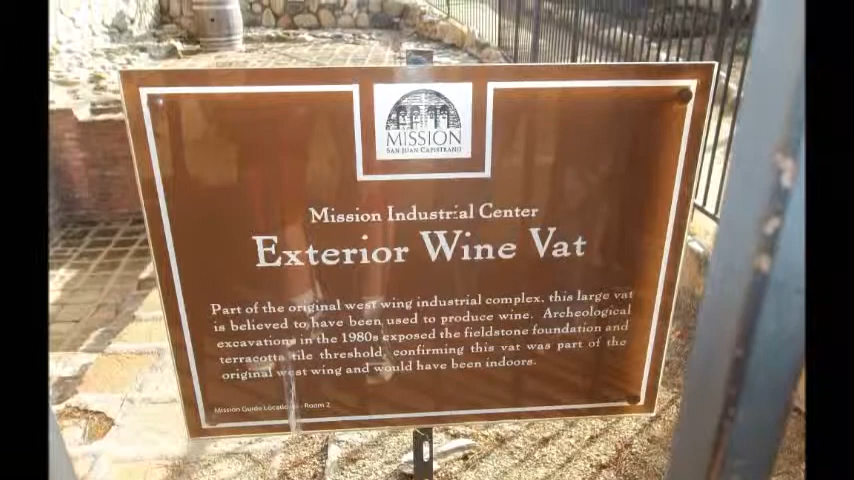 MISSION
SAN JUAN CAPISTRANO
Mission Industrial Center
Exterior Wine Vat
Part of the original west wing industrial complex, this large vat
is believed to have been used to produce wine. Archeological
excavations in the 1980s exposed the fieldstone foundation and
terracotta tile threshold, confirming this vat was part of the
original west wing and would have been indoors.
Mission Guide Location: Room 2